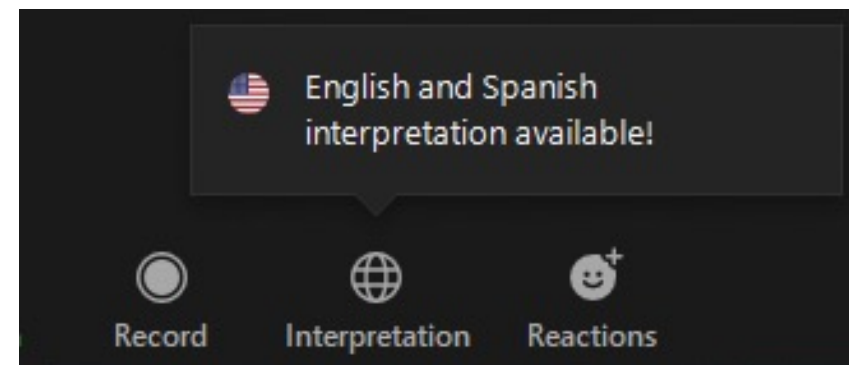 English and Spanish
interpretation available!
Record
Interpretation
Reactions